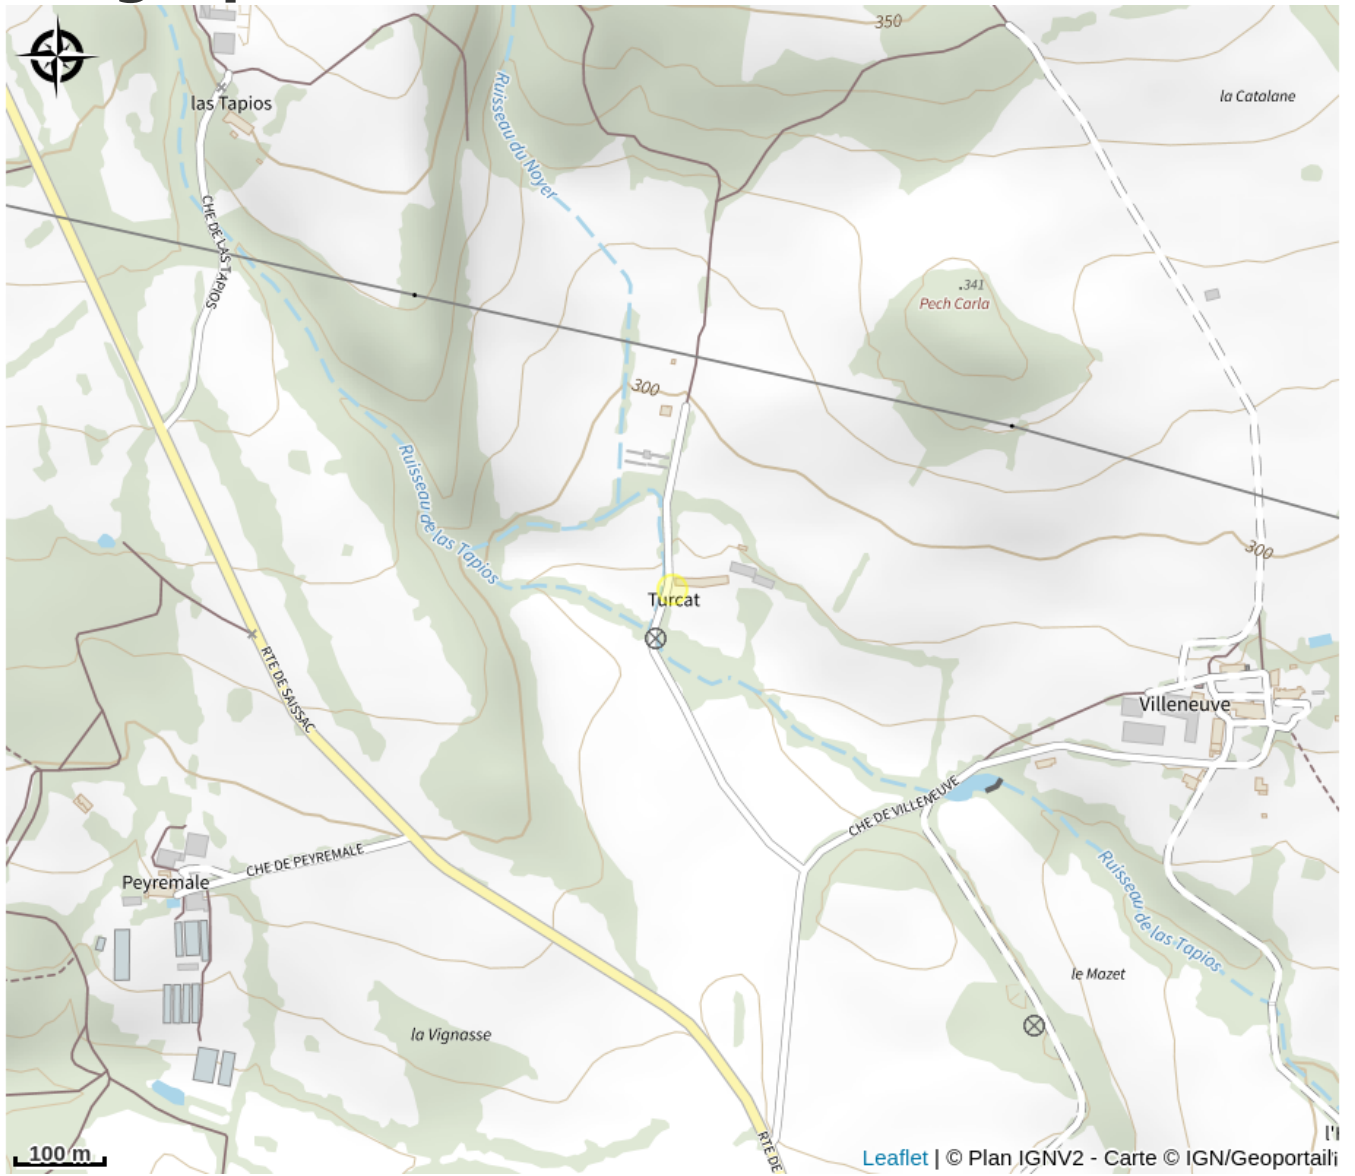 350
la Catalane
las Tapios
Ruisseau du Noyer
CHE DE LAS TAPIOS
.341
Pech Carla
300
Ruisseau de las Tapios
300
Turcat
RTE DE SAISSAC
Villeneuve
CHE DE VILLENEUVE
CHE DE PEYREMALE
Peyremale
Ruisseau de las Tapios
le Mazet
la Vignasse
RTE DE
100 m
Leaflet | © Plan IGNV2 - Carte © IGN/Geoportail